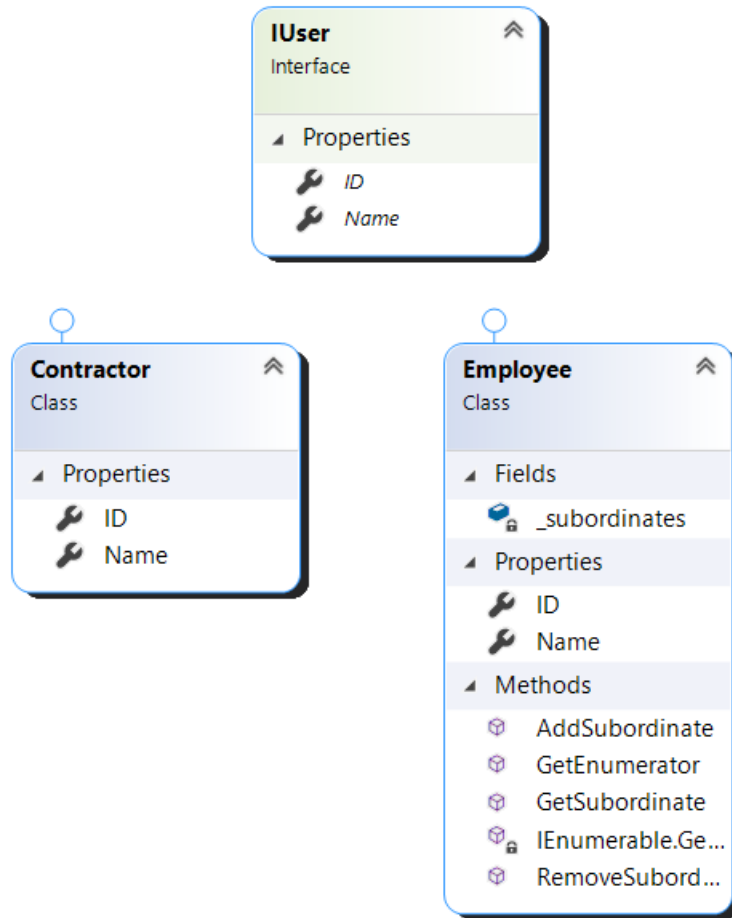 IUser
Interface
Properties
ID
Name
Contractor
Class
Properties
ID
Name
Employee
Class
Fields
_subordinates
Properties
ID
Name
Methods
AddSubordinate
GetEnumerator
GetSubordinate
IEnumerable.Ge...
RemoveSubord...